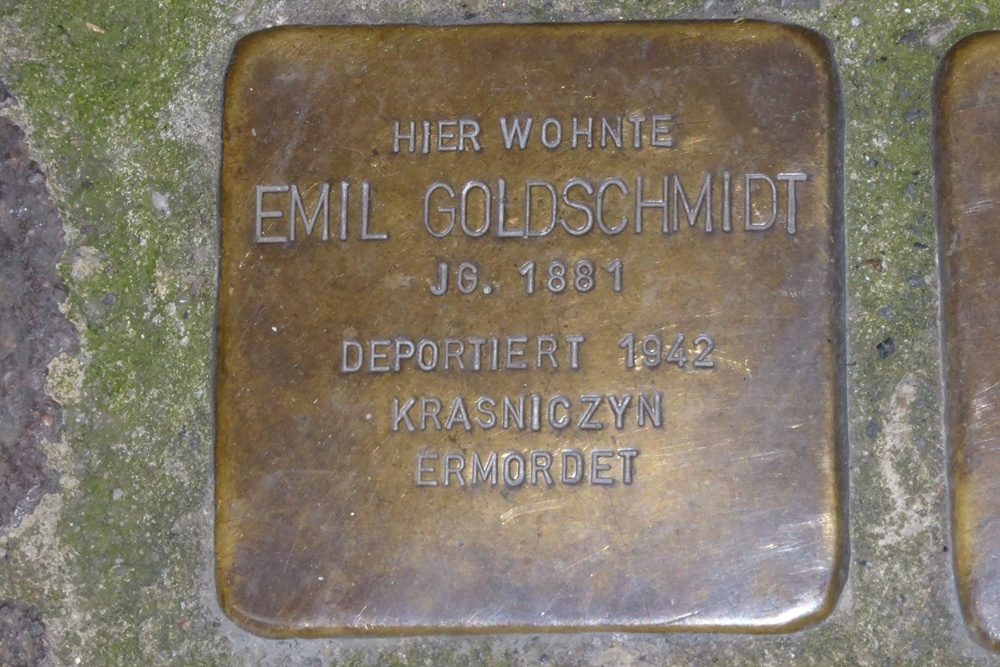 HIER WOHNTE
EMIL GOLDSCHMIDT
JG. 1881
DEPORTIERT 1942
KRASNICZYN
ERMORDET